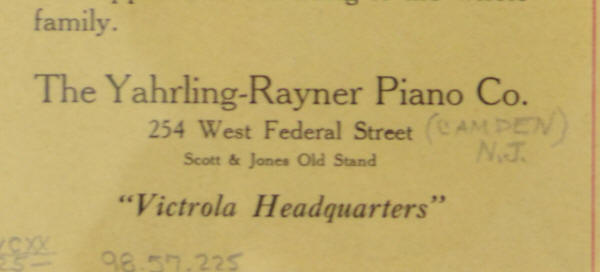 family.
The Yahrling-Rayner Piano Co.
254 West Federal Street (CAMDEN)
N.J.
Scott & Jones Old Stand
"Victrola Headquarters"
98.57.225